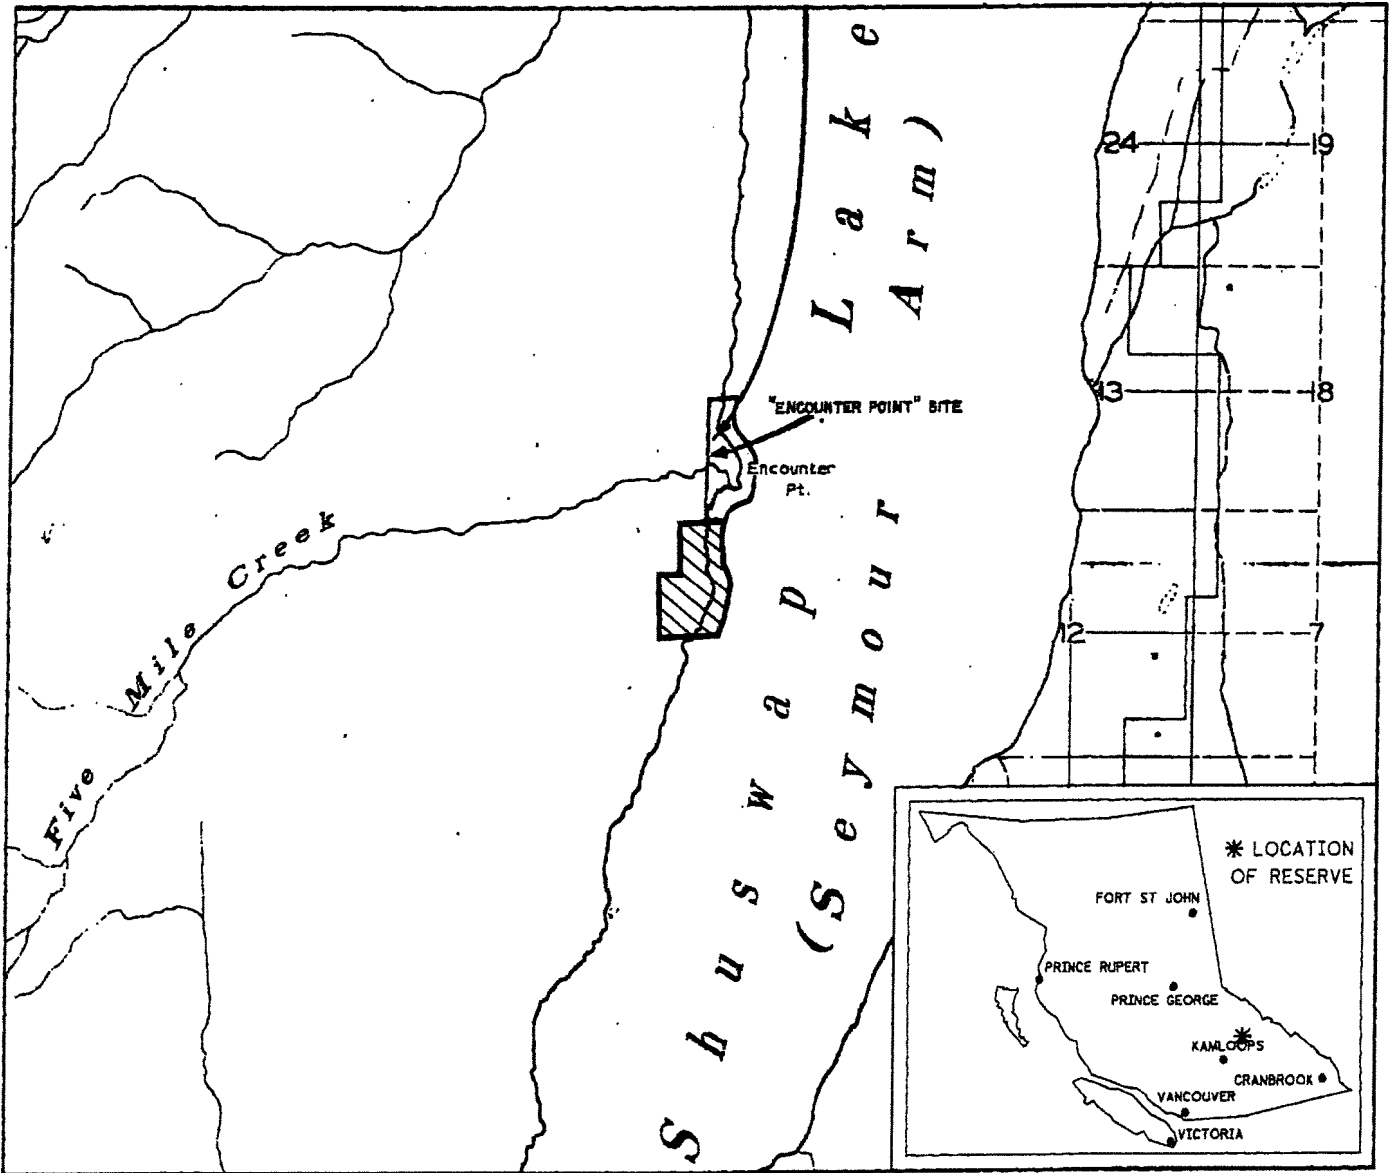 Shuswap Lake
(Seymour Arm)
24
19
13
18
"ENCOUNTER POINT" SITE
Encounter
Pt.
Five Mile Creek
12
7
LOCATION
OF RESERVE
FORT ST JOHN
PRINCE RUPERT
PRINCE GEORGE
KAMLOOPS
CRANBROOK
VANCOUVER
VICTORIA